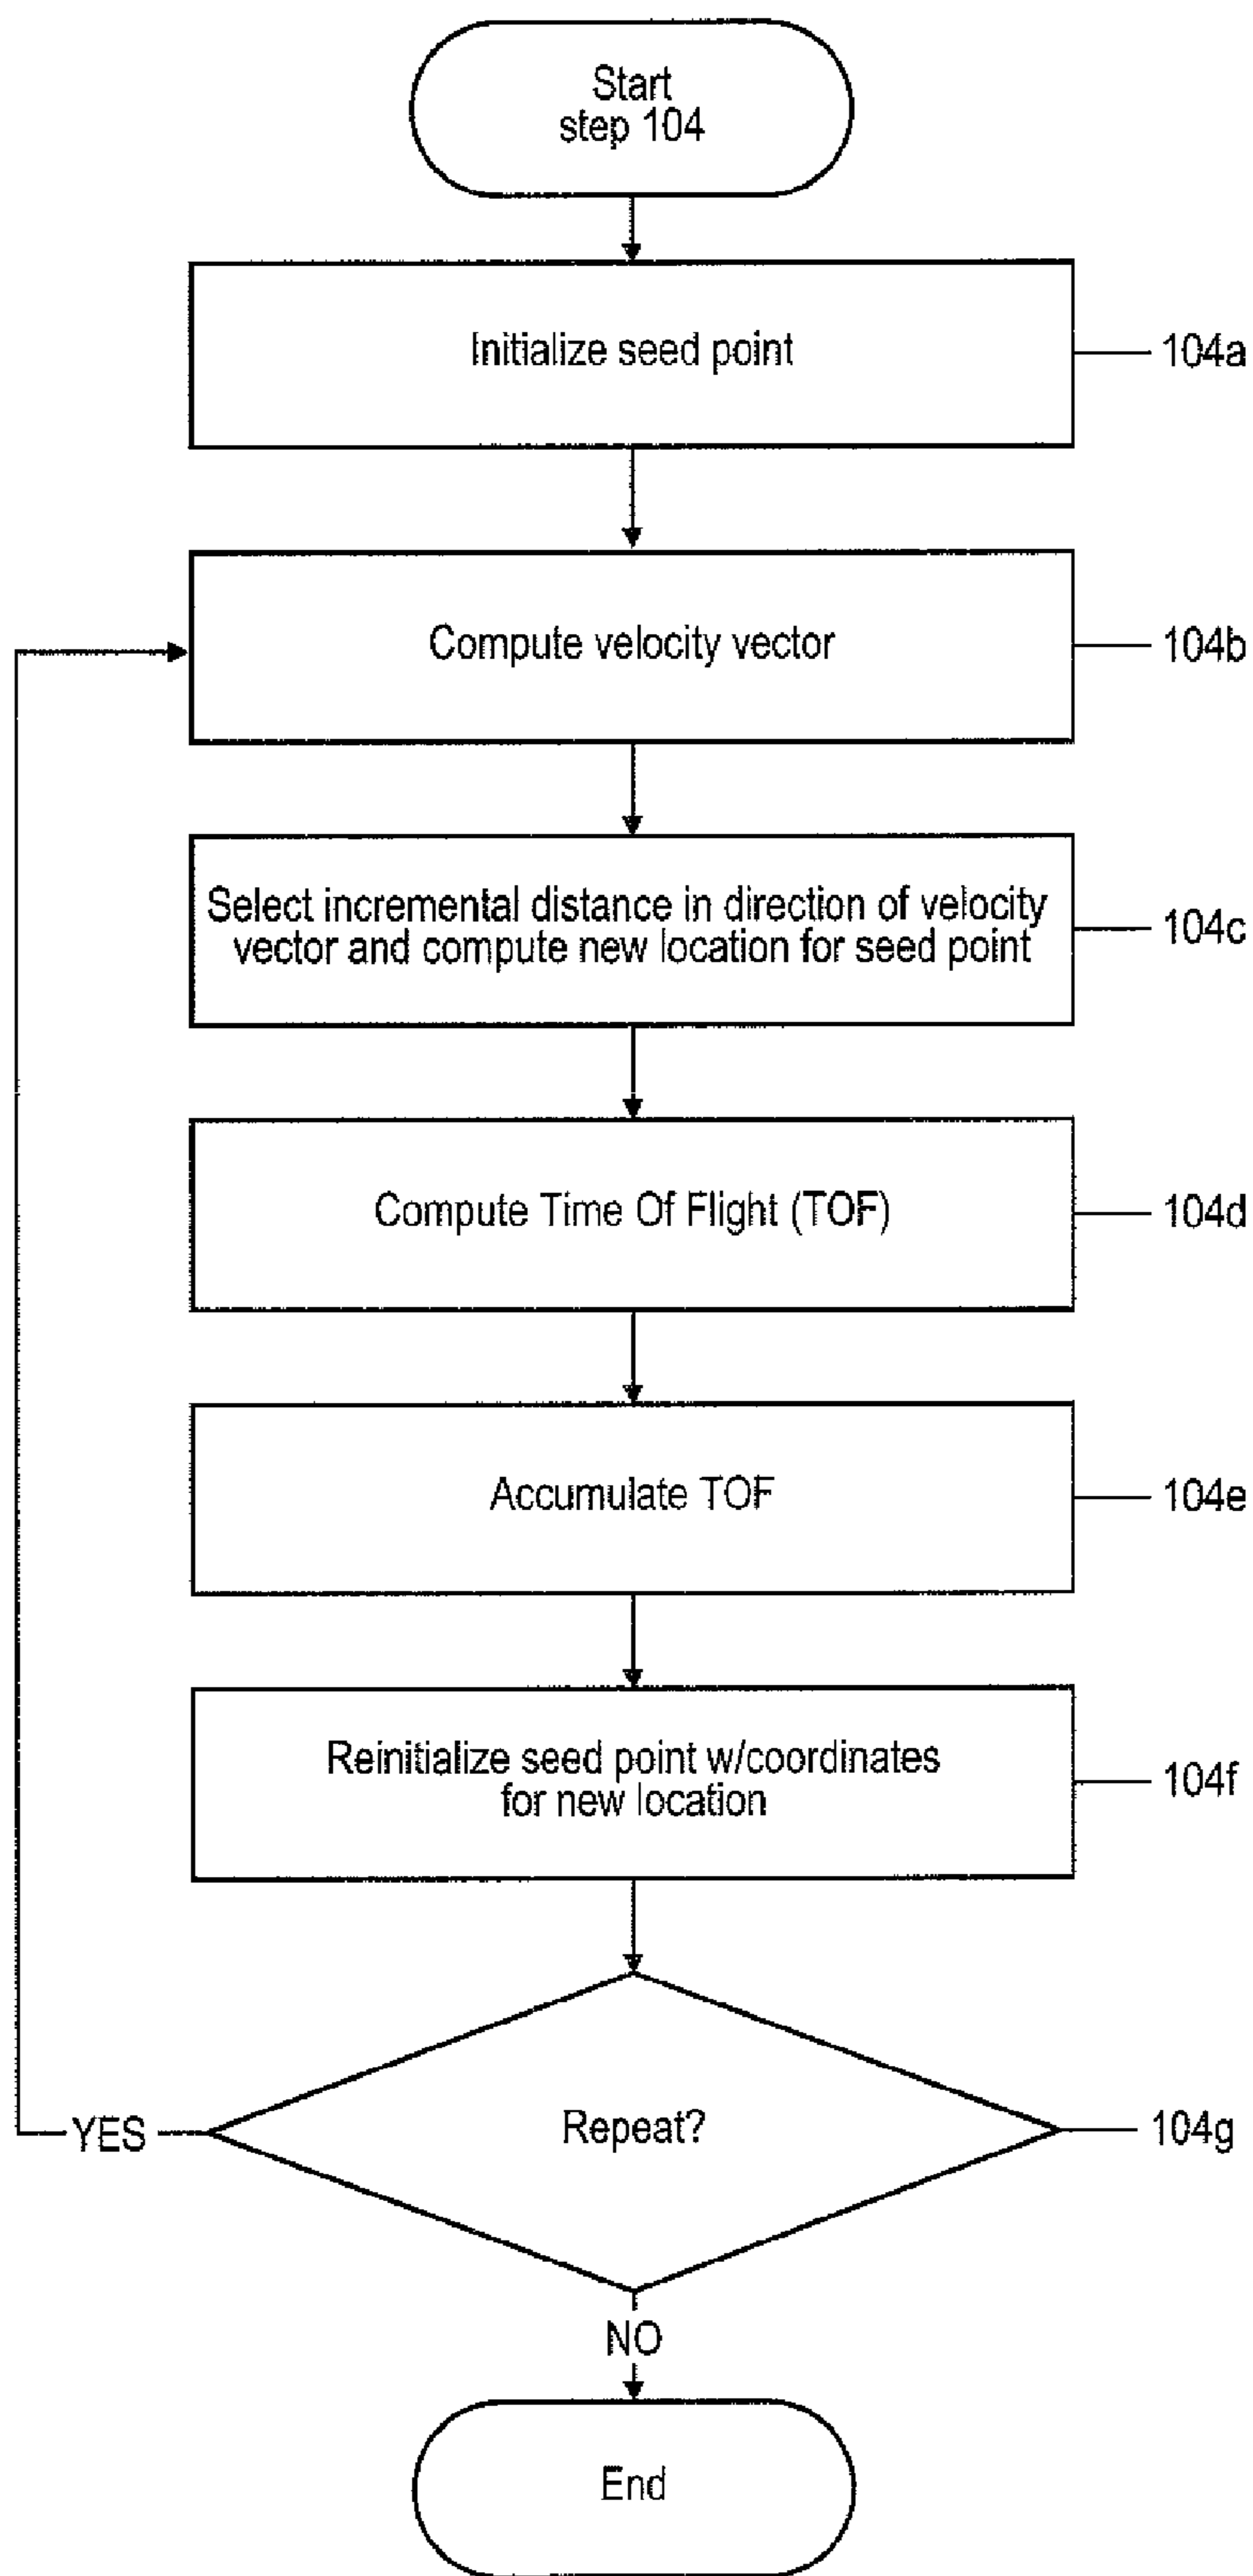 Start
step 104
Initialize seed point
104a
Compute velocity vector
104b
Select incremental distance in direction of velocity
vector and compute new location for seed point
104c
Compute Time Of Flight (TOF)
104d
Accumulate TOF
104e
Reinitialize seed point w/coordinates
for new location
104f
Repeat?
104g
YES
NO
End